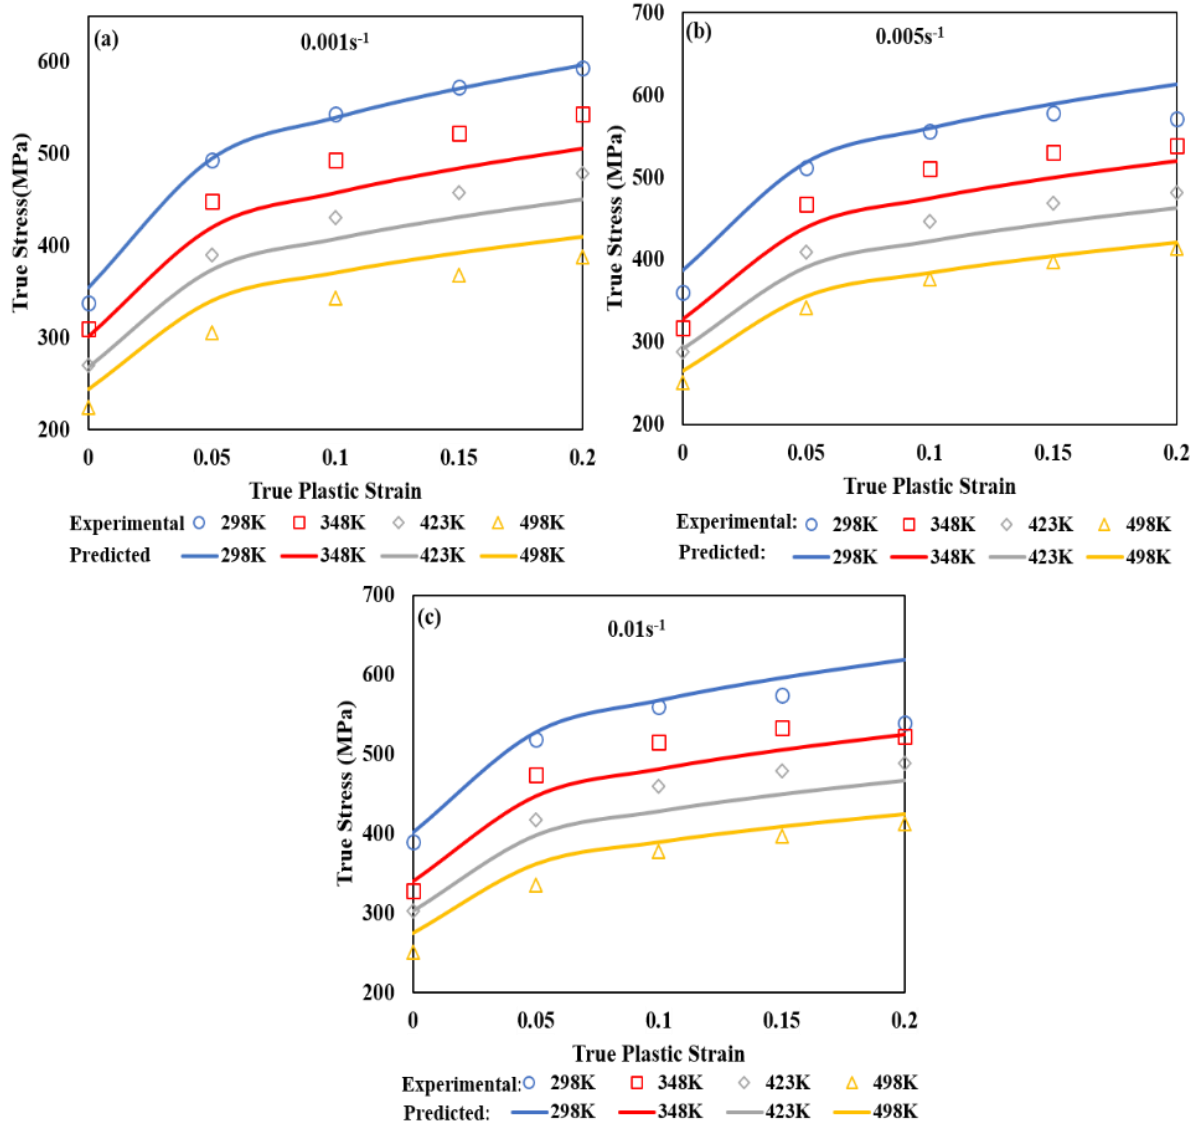 (a)
0.001s⁻¹
600
500
400
300
200
True Stress(MPa)
0 0.05 0.1 0.15 0.2
True Plastic Strain
Experimental 298K 348K 423K 498K
Predicted 298K 348K 423K 498K
(b)
0.005s⁻¹
700
600
500
400
300
200
True Stress (MPa)
0 0.05 0.1 0.15 0.2
True Plastic Strain
Experimental: 298K 348K 423K 498K
Predicted: 298K 348K 423K 498K
(c)
0.01s⁻¹
700
600
500
400
300
200
True Stress (MPa)
0 0.05 0.1 0.15 0.2
True Plastic Strain
Experimental: 298K 348K 423K 498K
Predicted: 298K 348K 423K 498K